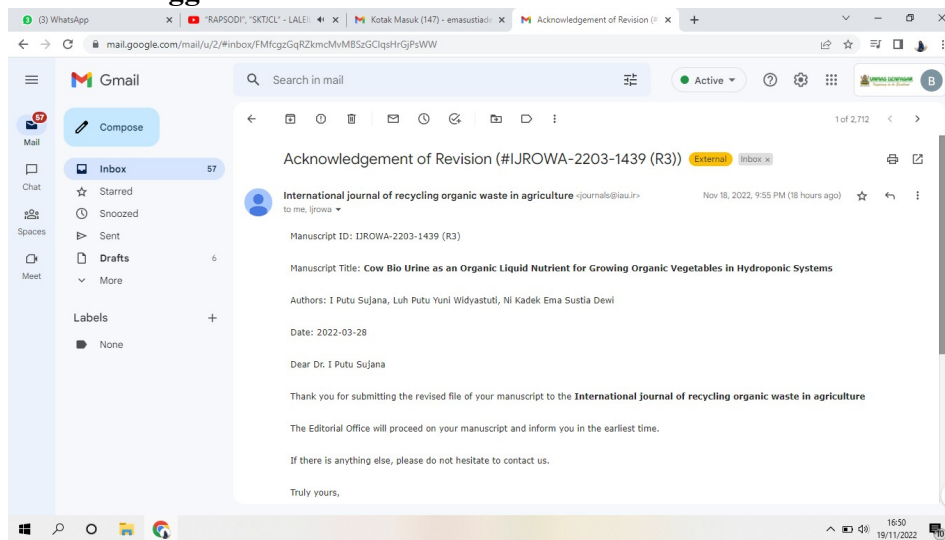 gg
(3) WhatsApp
"RAPSODI", "SKTJCL" - LALE
Kotak Masuk (147) - emasustiade
Acknowledgement of Revision (#
mail.google.com/mail/u/2/#inbox/FMfcgzGqRZkmcMvMBSzGClqsHrGjPsWW
Gmail
Search in mail
Active
B
57
Mail
Chat
Spaces
Meet
Compose
Inbox 57
Starred
Snoozed
Sent
Drafts 6
More
Labels
None
1 of 2,712
Acknowledgement of Revision (#IJROWA-2203-1439 (R3)) External Inbox x
International journal of recycling organic waste in agriculture <journals@iau.ir> Nov 18, 2022, 9:55 PM (18 hours ago)
to me, Ijrowa
Manuscript ID: IJROWA-2203-1439 (R3)
Manuscript Title: Cow Bio Urine as an Organic Liquid Nutrient for Growing Organic Vegetables in Hydroponic Systems
Authors: I Putu Sujana, Luh Putu Yuni Widyastuti, Ni Kadek Ema Sustia Dewi
Date: 2022-03-28
Dear Dr. I Putu Sujana
Thank you for submitting the revised file of your manuscript to the International journal of recycling organic waste in agriculture
The Editorial Office will proceed on your manuscript and inform you in the earliest time.
If there is anything else, please do not hesitate to contact us.
Truly yours,
16:50
19/11/2022
10